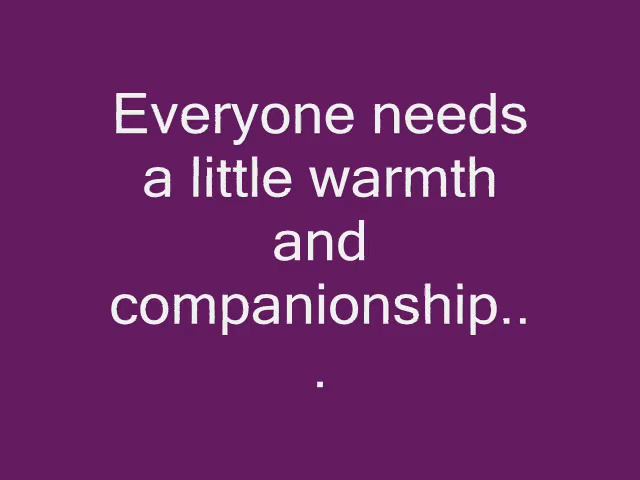 Everyone needs
a little warmth
and
companionship..
.